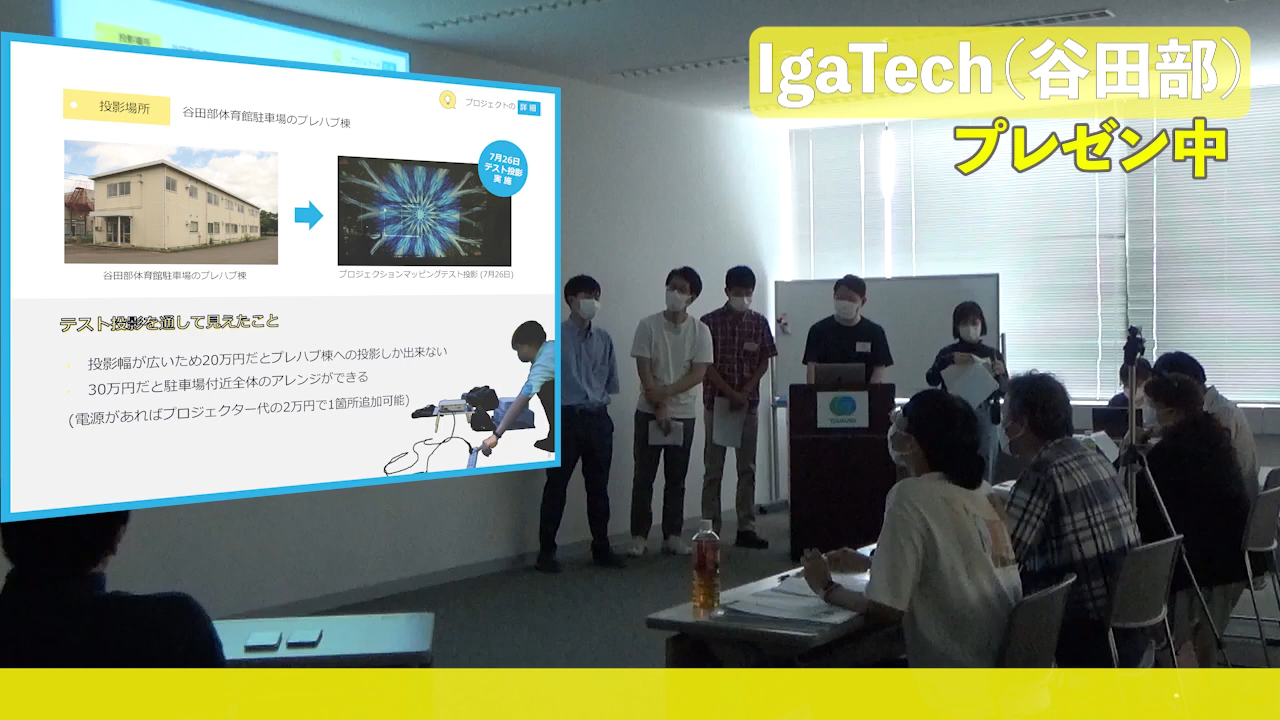 IgaTech（谷田部）
プレゼン中
投影場所
谷田部体育館駐車場のプレハブ棟
プロジェクトの 詳細
7月26日
テスト投影
実施
谷田部体育館駐車場のプレハブ棟
プロジェクションマッピングテスト投影 (7月26日)
テスト投影を通して見えたこと
投影幅が広いため20万円だとプレハブ棟への投影しか出来ない
30万円だと駐車場付近全体のアレンジができる
(電源があればプロジェクター代の2万円で1箇所追加可能)